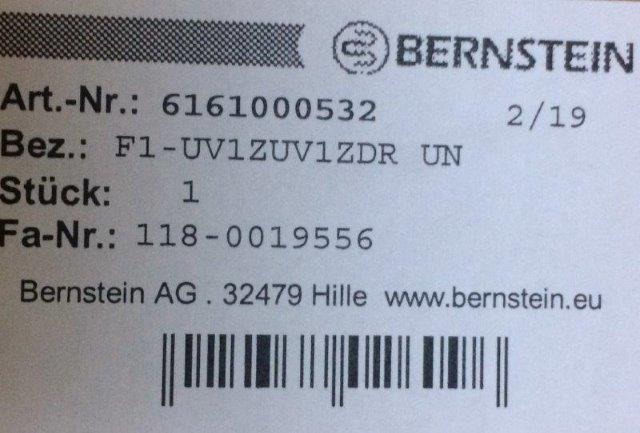 BERNSTEIN
Art.-Nr.: 6161000532 2/19
Bez.: F1-UV1ZUV1ZDR UN
Stück: 1
Fa-Nr.: 118-0019556
Bernstein AG . 32479 Hille www.bernstein.eu